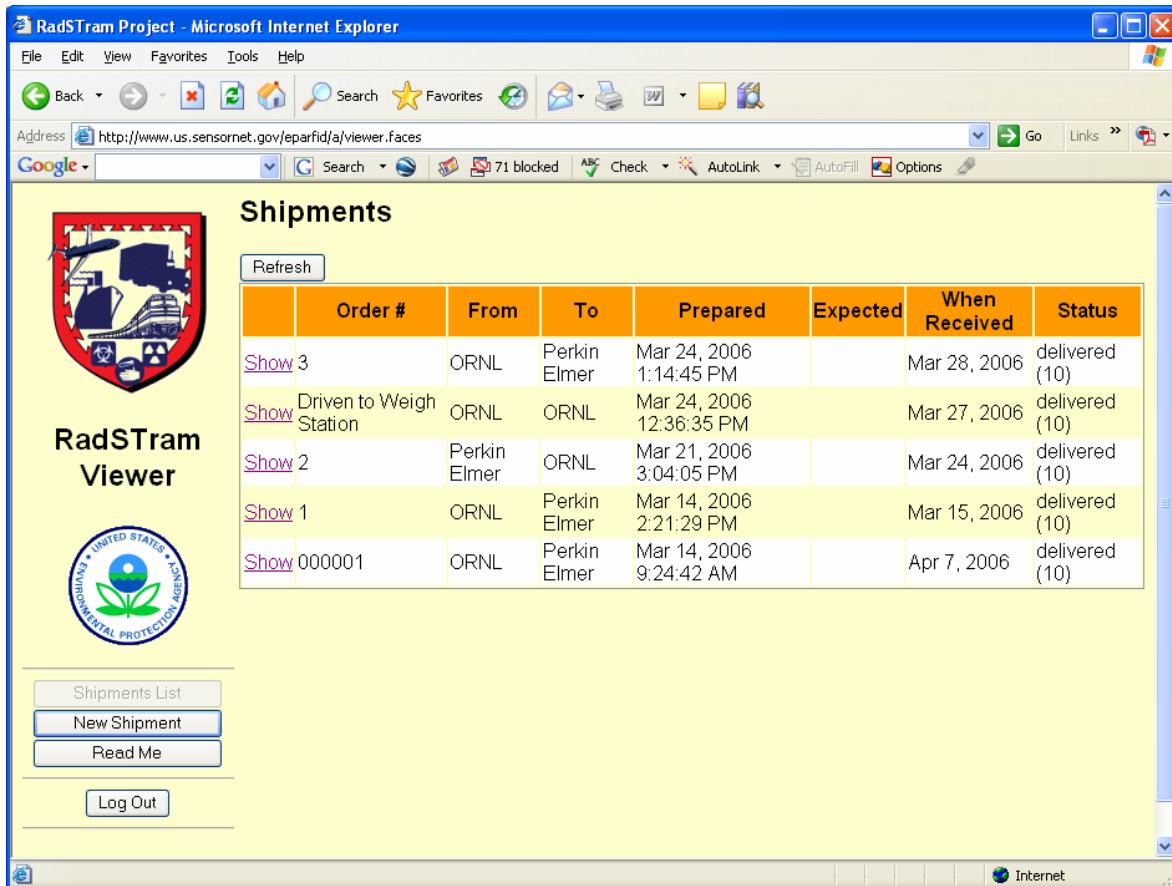 RadSTram Project - Microsoft Internet Explorer
File Edit View Favorites Tools Help
Back Search Favorites
Address http://www.us.sensornet.gov/eparfid/a/viewer.faces Go Links »
Google G Search 71 blocked ABC Check AutoLink AutoFill Options
Shipments
Refresh
Order # From To Prepared Expected When Received Status
Show 3 ORNL Perkin Elmer Mar 24, 2006 1:14:45 PM Mar 28, 2006 delivered (10)
Show Driven to Weigh Station ORNL ORNL Mar 24, 2006 12:36:35 PM Mar 27, 2006 delivered (10)
Show 2 Perkin Elmer ORNL Mar 21, 2006 3:04:05 PM Mar 24, 2006 delivered (10)
Show 1 ORNL Perkin Elmer Mar 14, 2006 2:21:29 PM Mar 15, 2006 delivered (10)
Show 000001 ORNL Perkin Elmer Mar 14, 2006 9:24:42 AM Apr 7, 2006 delivered (10)
RadSTram
Viewer
UNITED STATES
ENVIRONMENTAL PROTECTION AGENCY
Shipments List
New Shipment
Read Me
Log Out
Internet